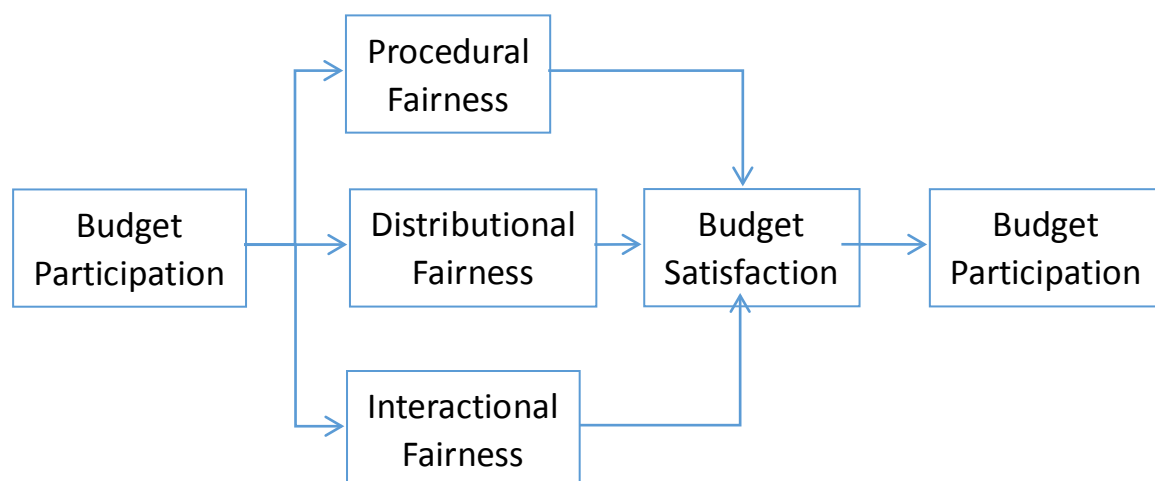 Procedural
Fairness
Budget
Participation
Distributional
Fairness
Budget
Satisfaction
Budget
Participation
Interactional
Fairness